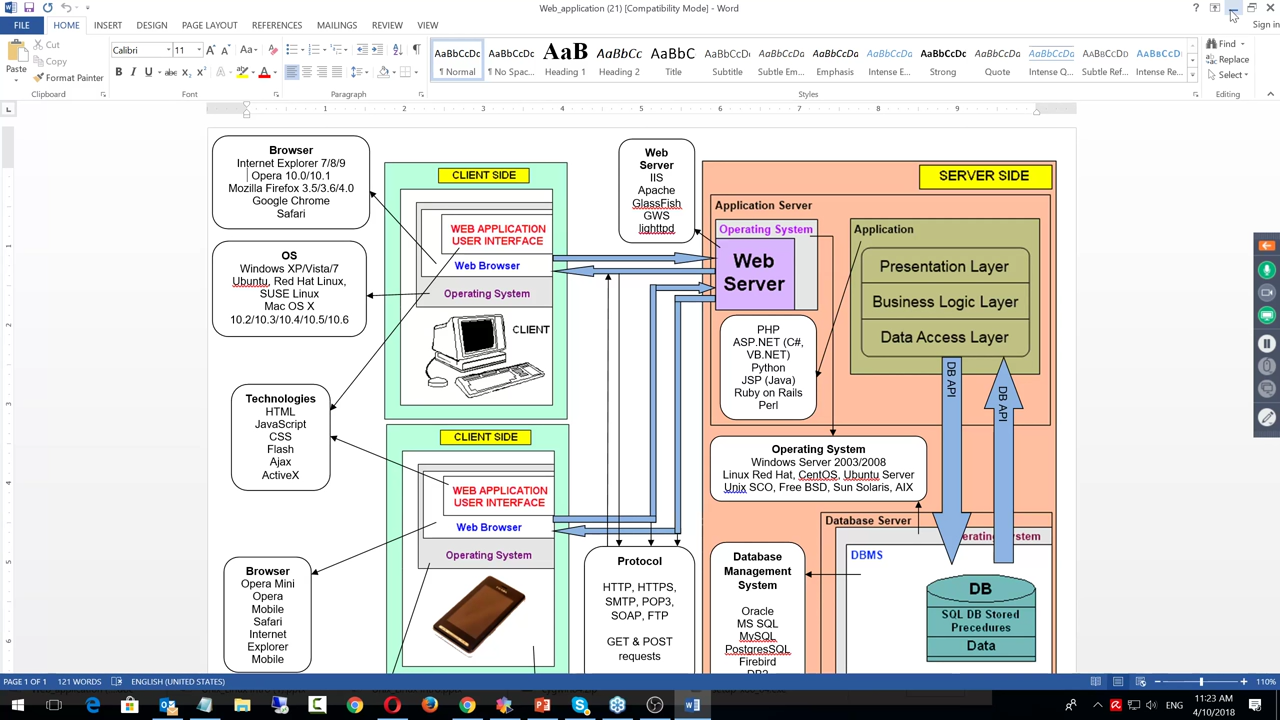 Web_application (21) [Compatibility Mode] - Word
Sign in
FILE
HOME
INSERT
DESIGN
PAGE LAYOUT
REFERENCES
MAILINGS
REVIEW
VIEW
Paste
Cut
Copy
Format Painter
Calibri
11
AaBbCcDc
¶ Normal
AaBbCcDc
¶ No Spac...
AaB
Heading 1
AaBbCc
Heading 2
AaBbC
Title
AaBbCcD
Subtitle
AaBbCcDc
Subtle Em...
AaBbCcDc
Emphasis
AaBbCcDc
Intense E...
AaBbCcDc
Strong
AaBbCcDc
Quote
AaBbCcDc
Intense Q...
AaBbCcDc
Subtle Ref...
AaBbCcDc
Intense Re...
Find
Replace
Select
Clipboard
Font
Paragraph
Styles
Editing
Browser
Internet Explorer 7/8/9
Opera 10.0/10.1
Mozilla Firefox 3.5/3.6/4.0
Google Chrome
Safari
OS
Windows XP/Vista/7
Ubuntu, Red Hat Linux,
SUSE Linux
Mac OS X
10.2/10.3/10.4/10.5/10.6
Technologies
HTML
JavaScript
CSS
Flash
Ajax
ActiveX
Browser
Opera Mini
Opera
Mobile
Safari
Internet
Explorer
Mobile
CLIENT SIDE
WEB APPLICATION
USER INTERFACE
Web Browser
Operating System
CLIENT
CLIENT SIDE
WEB APPLICATION
USER INTERFACE
Web Browser
Operating System
Web
Server
IIS
Apache
GlassFish
GWS
lighttpd
Protocol
HTTP, HTTPS,
SMTP, POP3,
SOAP, FTP
GET & POST
requests
SERVER SIDE
Application Server
Operating System
Web
Server
Application
Presentation Layer
Business Logic Layer
Data Access Layer
PHP
ASP.NET (C#,
VB.NET)
Python
JSP (Java)
Ruby on Rails
Perl
DB API
DB API
Operating System
Windows Server 2003/2008
Linux Red Hat, CentOS, Ubuntu Server
Unix SCO, Free BSD, Sun Solaris, AIX
Database Server
DBMS
Database
Management
System
Oracle
MS SQL
MySQL
PostgresSQL
Firebird
DB
SQL DB Stored
Precedures
Data
PAGE 1 OF 1
121 WORDS
ENGLISH (UNITED STATES)
110%
ENG
11:23 AM
4/10/2018